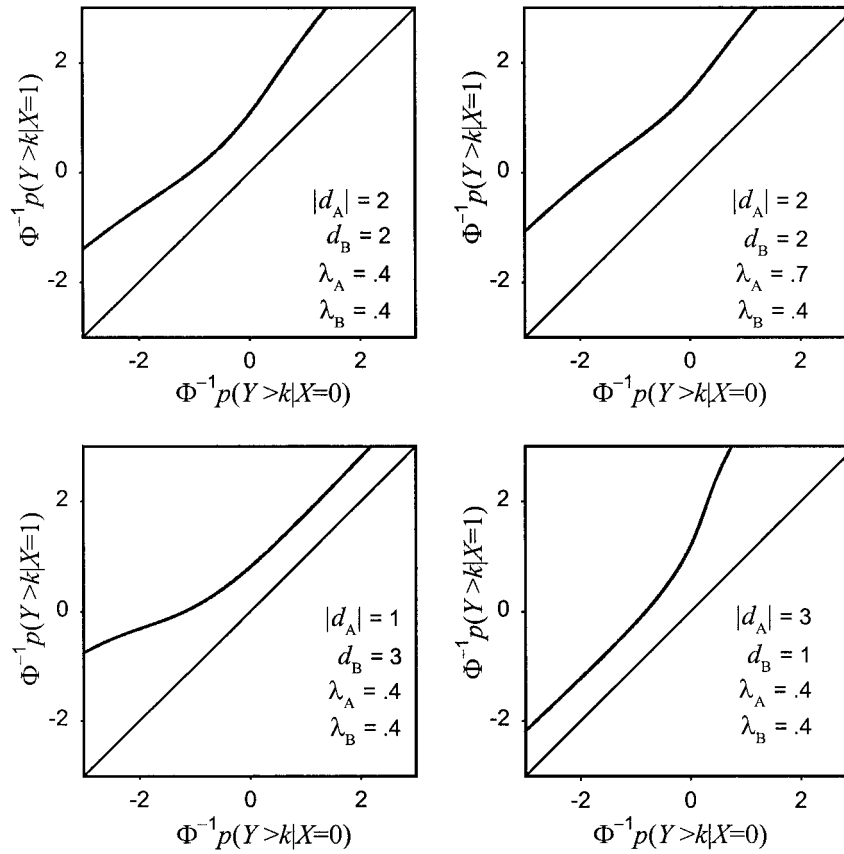 Φ⁻¹p(Y>k|X=1)
2
0
-2
|d_A| = 2
d_B = 2
λ_A = .4
λ_B = .4
-2 0 2
Φ⁻¹p(Y>k|X=0)
Φ⁻¹p(Y>k|X=1)
2
0
-2
|d_A| = 2
d_B = 2
λ_A = .7
λ_B = .4
-2 0 2
Φ⁻¹p(Y>k|X=0)
Φ⁻¹p(Y>k|X=1)
2
0
-2
|d_A| = 1
d_B = 3
λ_A = .4
λ_B = .4
-2 0 2
Φ⁻¹p(Y>k|X=0)
Φ⁻¹p(Y>k|X=1)
2
0
-2
|d_A| = 3
d_B = 1
λ_A = .4
λ_B = .4
-2 0 2
Φ⁻¹p(Y>k|X=0)